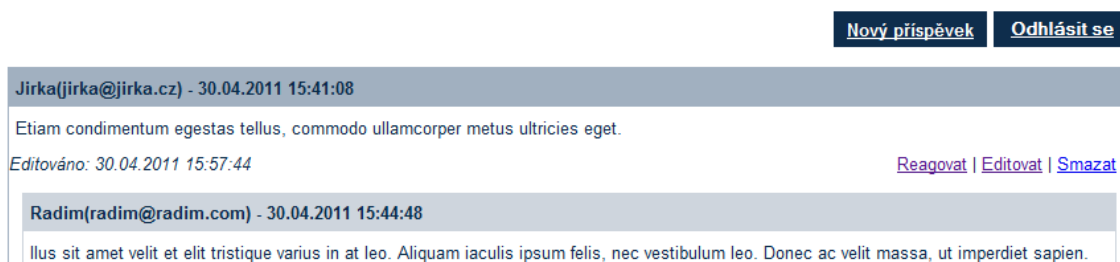 Nový příspěvek Odhlásit se
Jirka(jirka@jirka.cz) - 30.04.2011 15:41:08
Etiam condimentum egestas tellus, commodo ullamcorper metus ultricies eget.
Editováno: 30.04.2011 15:57:44 Reagovat | Editovat | Smazat
Radim(radim@radim.com) - 30.04.2011 15:44:48
llus sit amet velit et elit tristique varius in at leo. Aliquam iaculis ipsum felis, nec vestibulum leo. Donec ac velit massa, ut imperdiet sapien.